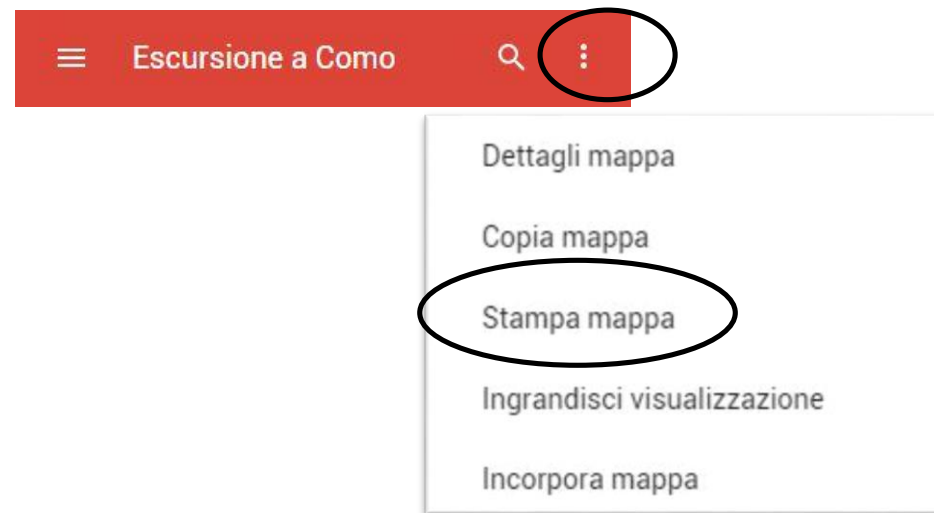 Escursione a Como
Dettagli mappa
Copia mappa
Stampa mappa
Ingrandisci visualizzazione
Incorpora mappa